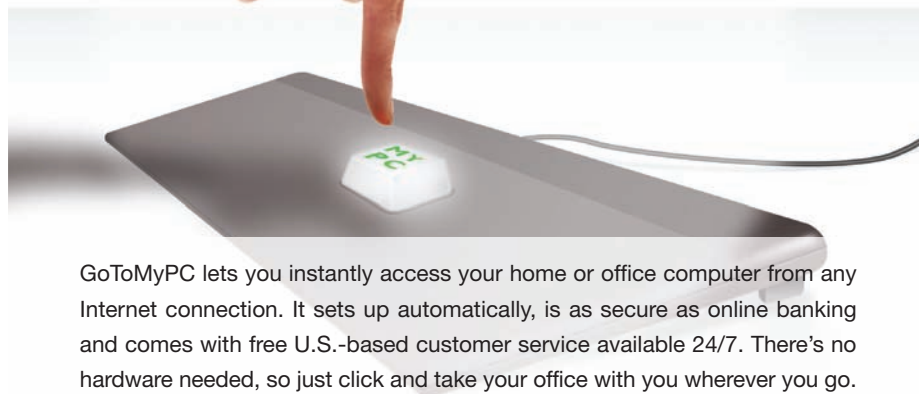 MY
PC
GoToMyPC lets you instantly access your home or office computer from any
Internet connection. It sets up automatically, is as secure as online banking
and comes with free U.S.-based customer service available 24/7. There’s no
hardware needed, so just click and take your office with you wherever you go.